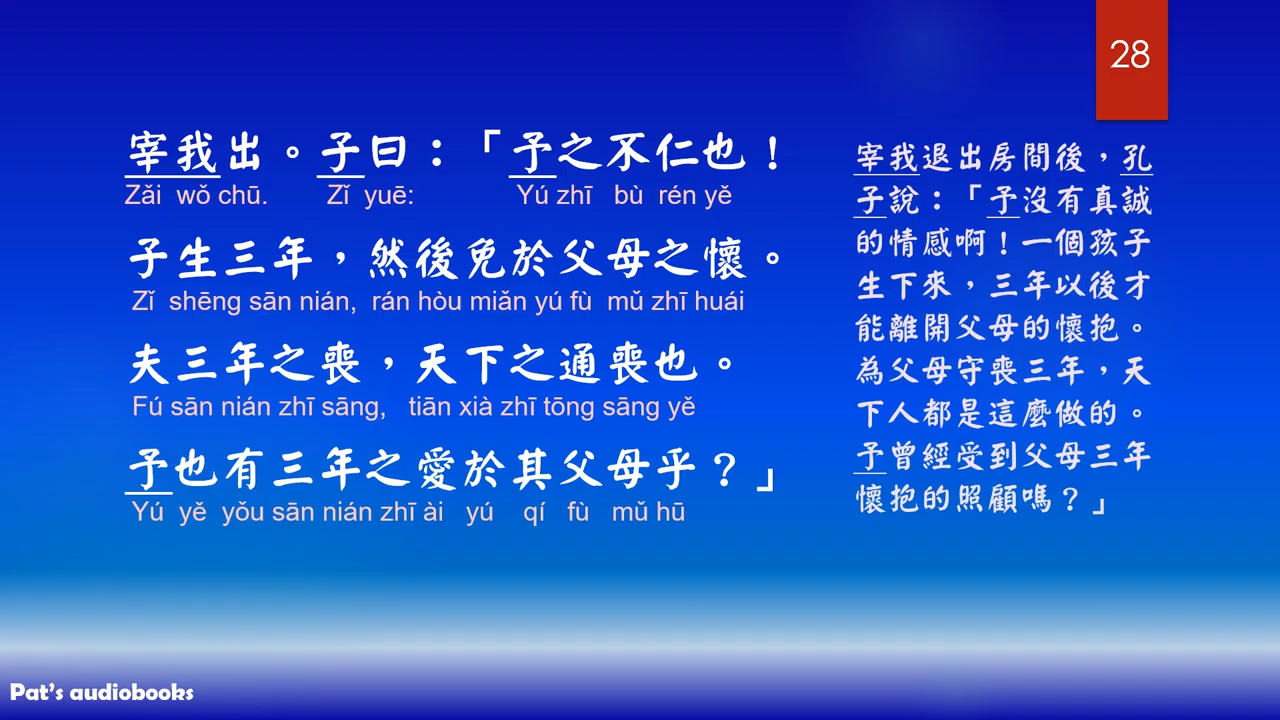 28
宰我出。子曰：「予之不仁也！
Zǎi wǒ chū. Zǐ yuē: Yú zhī bù rén yě
子生三年，然後免於父母之懷。
Zǐ shēng sān nián, rán hòu miǎn yú fù mǔ zhī huái
夫三年之喪，天下之通喪也。
Fú sān nián zhī sāng, tiān xià zhī tōng sāng yě
予也有三年之愛於其父母乎？」
Yú yě yǒu sān nián zhī ài yú qí fù mǔ hū
宰我退出房間後，孔
子說：「予沒有真誠
的情感啊！一個孩子
生下來，三年以後才
能離開父母的懷抱。
為父母守喪三年，天
下人都是這麼做的。
予曾經受到父母三年
懷抱的照顧嗎？」
Pat's audiobooks